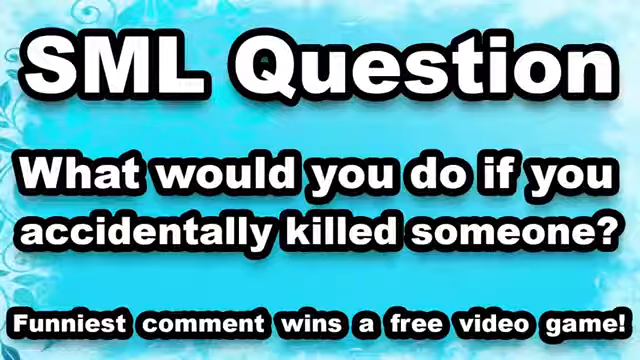 SML Question
What would you do if you
accidentally killed someone?
Funniest comment wins a free video game!